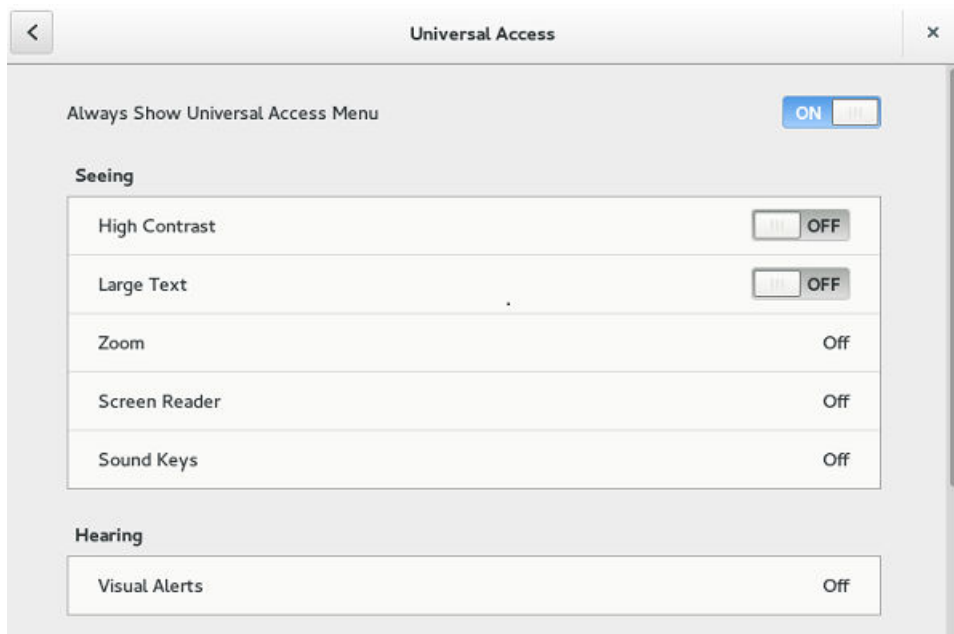 Universal Access
Always Show Universal Access Menu ON
Seeing
High Contrast OFF
Large Text OFF
Zoom Off
Screen Reader Off
Sound Keys Off
Hearing
Visual Alerts Off